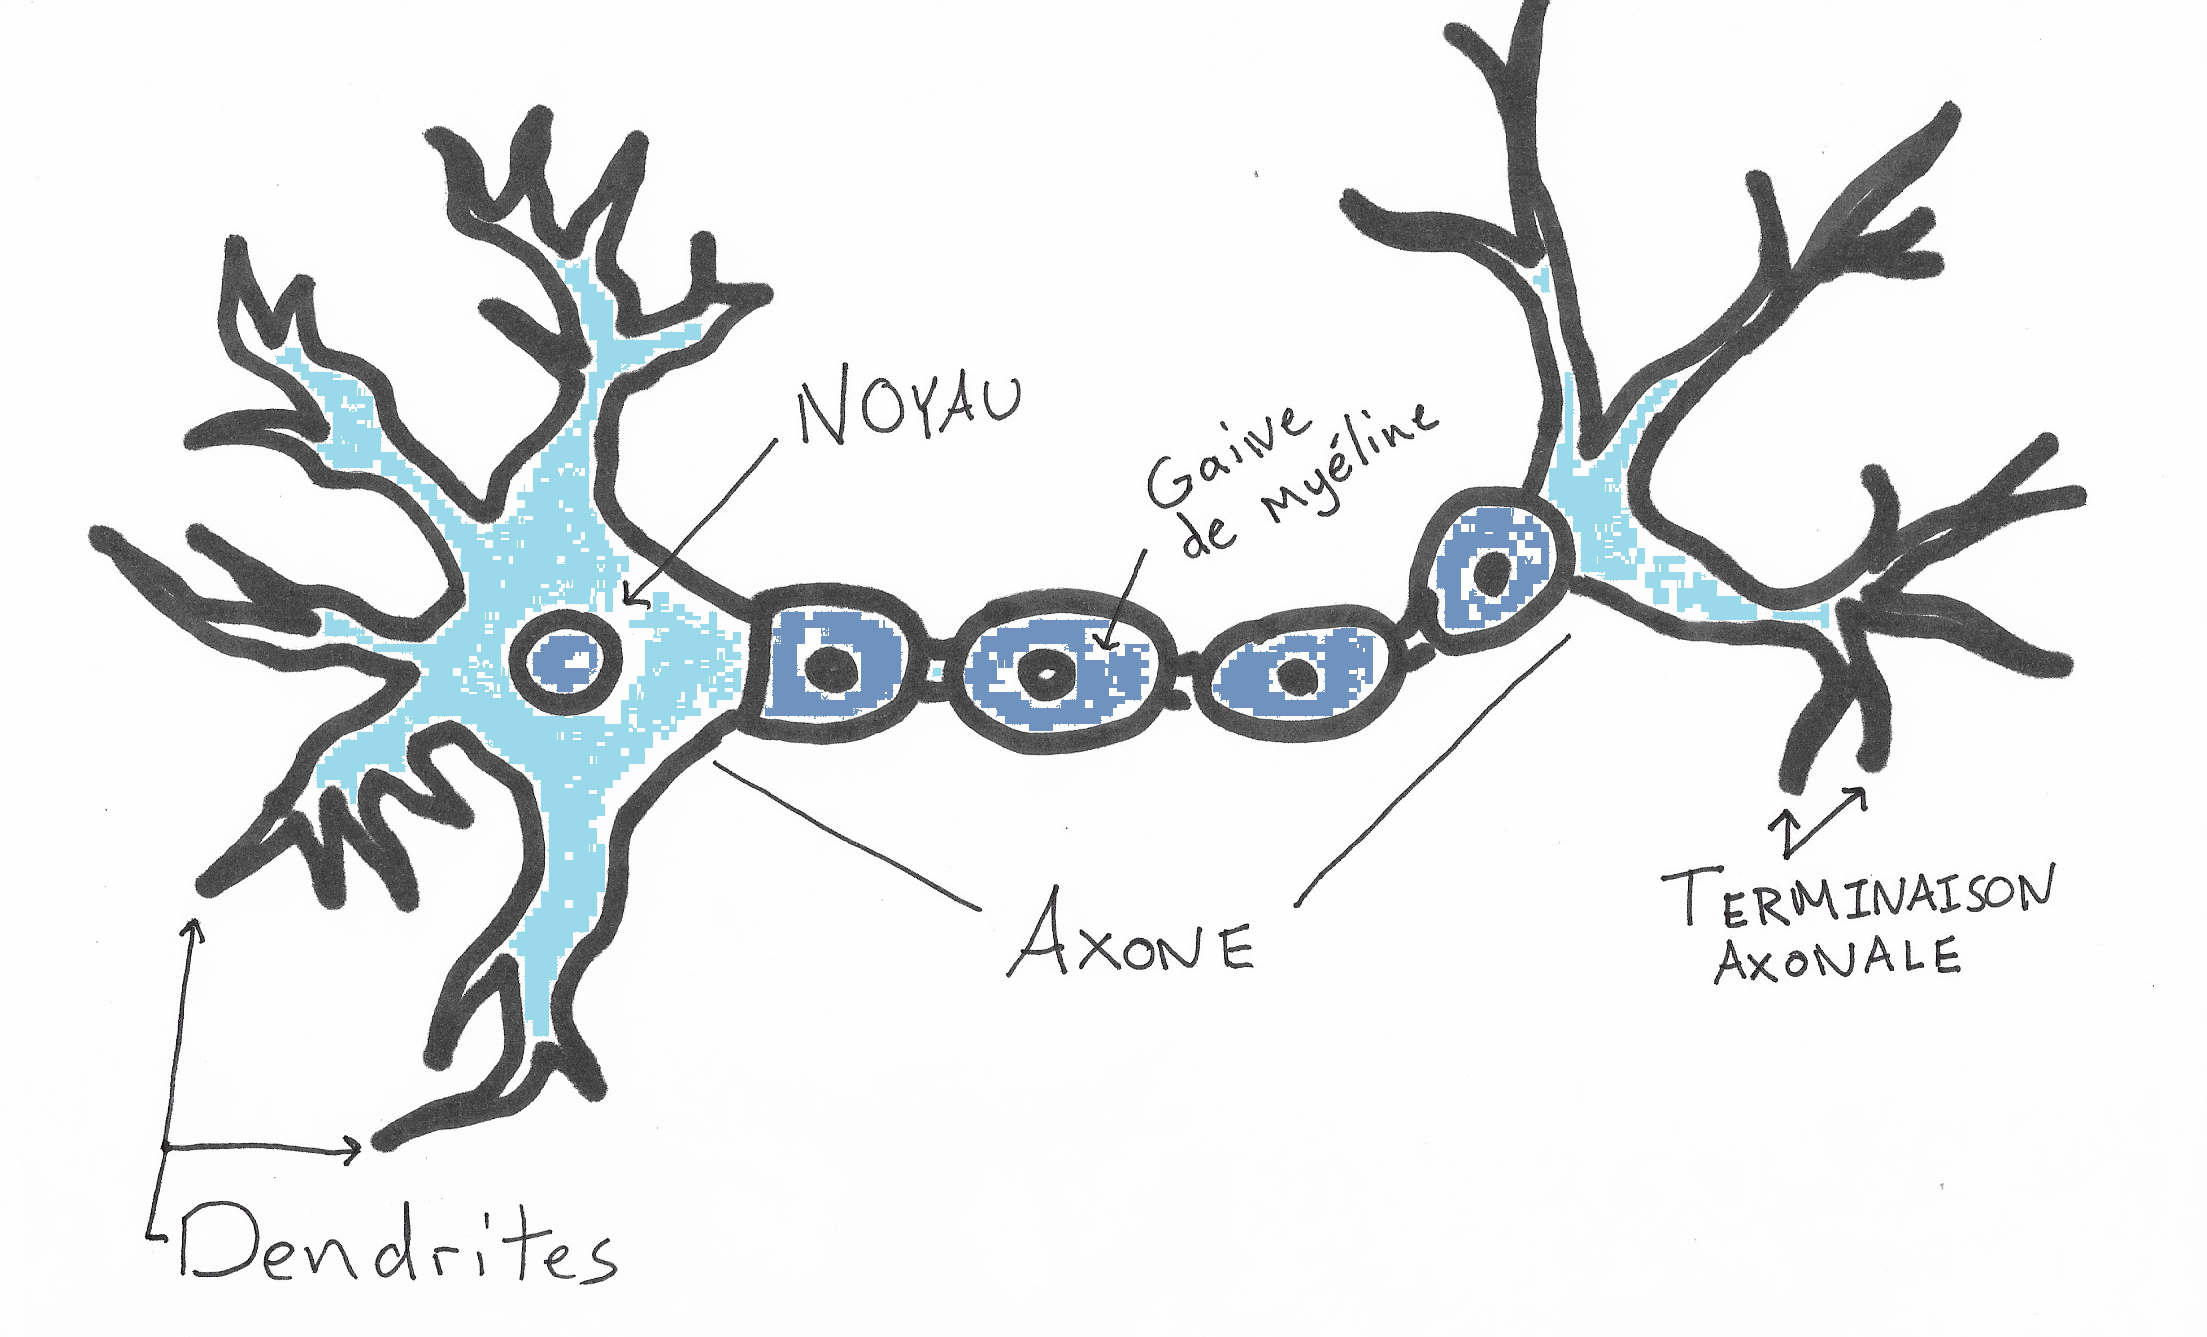 NOYAU
Gaine
de myéline
AXONE
TERMINAISON
AXONALE
Dendrites